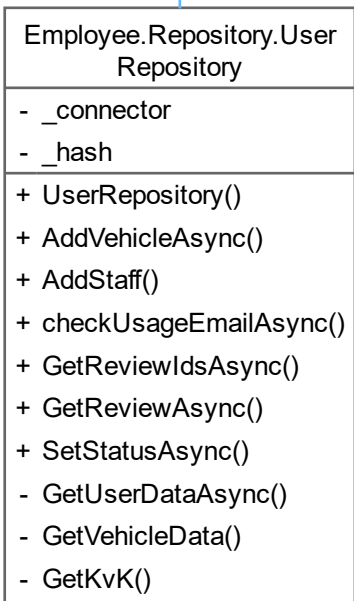 Employee.Repository.User
Repository
- _connector
- _hash
+ UserRepository()
+ AddVehicleAsync()
+ AddStaff()
+ checkUsageEmailAsync()
+ GetReviewIdsAsync()
+ GetReviewAsync()
+ SetStatusAsync()
- GetUserDataAsync()
- GetVehicleData()
- GetKvK()